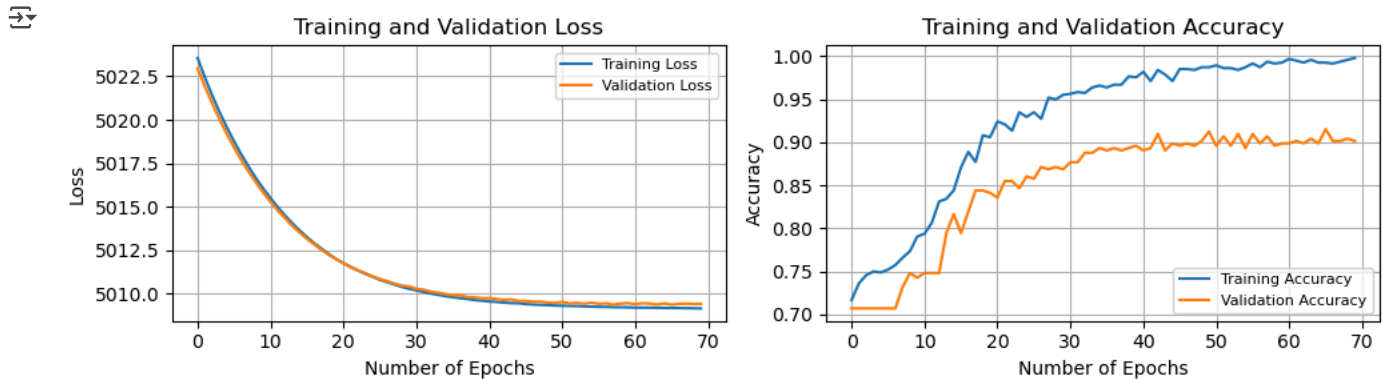 Training and Validation Loss
Training Loss
Validation Loss
5022.5
5020.0
5017.5
5015.0
5012.5
5010.0
Loss
0 10 20 30 40 50 60 70
Number of Epochs
Training and Validation Accuracy
1.00
0.95
0.90
0.85
0.80
0.75
0.70
Accuracy
Training Accuracy
Validation Accuracy
0 10 20 30 40 50 60 70
Number of Epochs